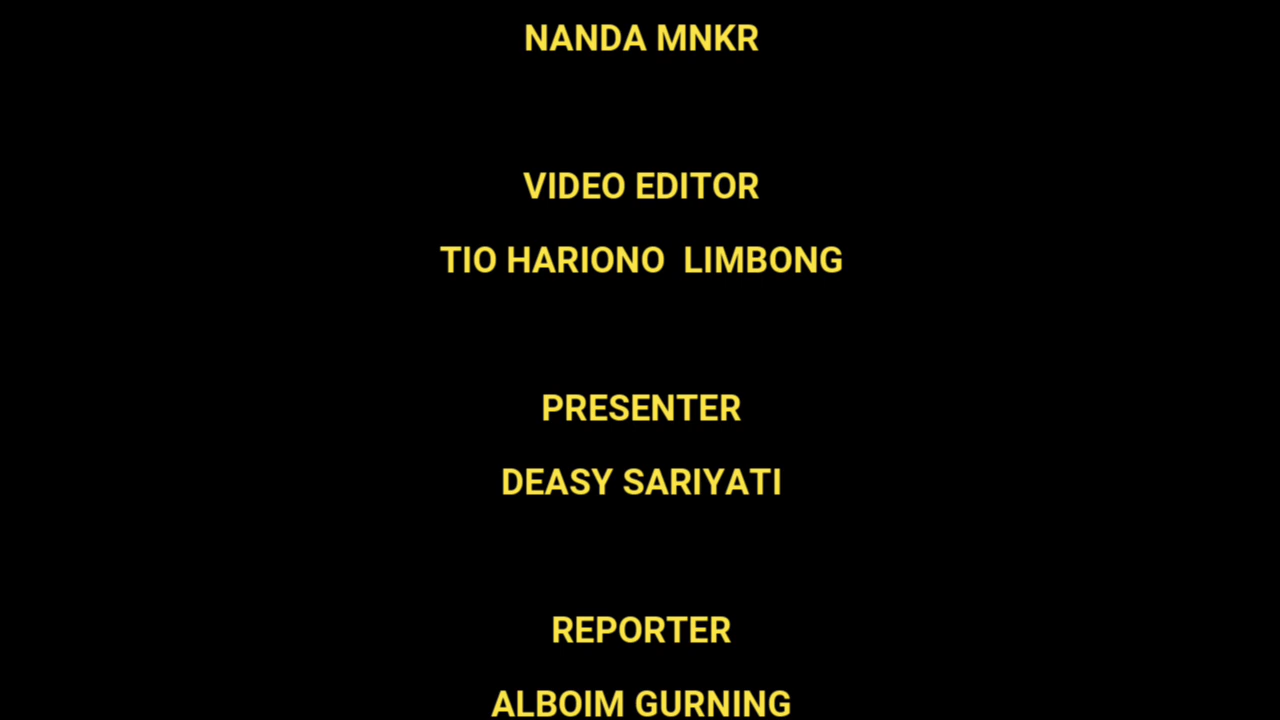 NANDA MNKR
VIDEO EDITOR
TIO HARIONO  LIMBONG
PRESENTER
DEASY SARIYATI
REPORTER
ALBOIM GURNING